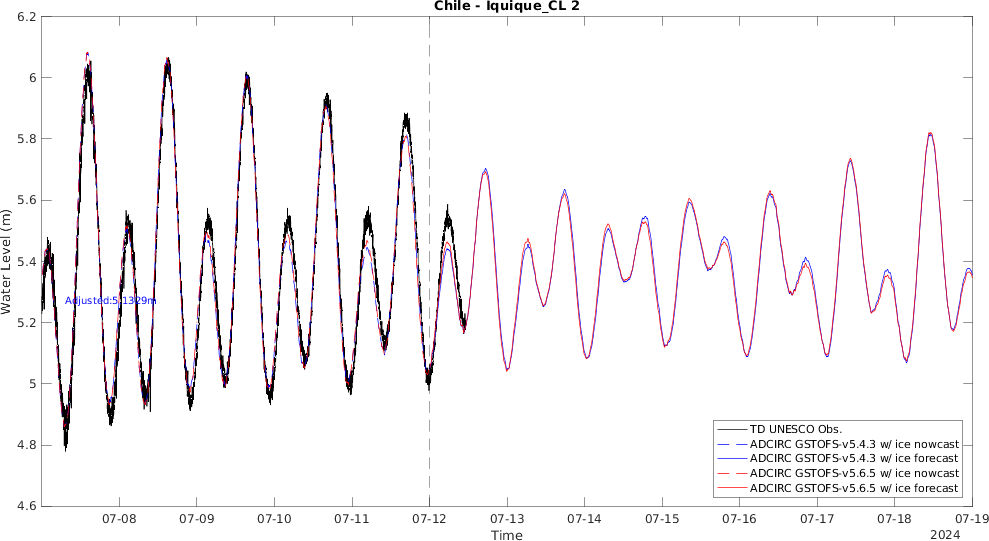 Chile - Iquique_CL 2
6.2
6
5.8
5.6
5.4
5.2
5
4.8
4.6
Water Level (m)
Adjusted:5.1329m
TD UNESCO Obs.
ADCIRC GSTOFS-v5.4.3 w/ ice nowcast
ADCIRC GSTOFS-v5.4.3 w/ ice forecast
ADCIRC GSTOFS-v5.6.5 w/ ice nowcast
ADCIRC GSTOFS-v5.6.5 w/ ice forecast
07-08 07-09 07-10 07-11 07-12 07-13 07-14 07-15 07-16 07-17 07-18 07-19
Time
2024